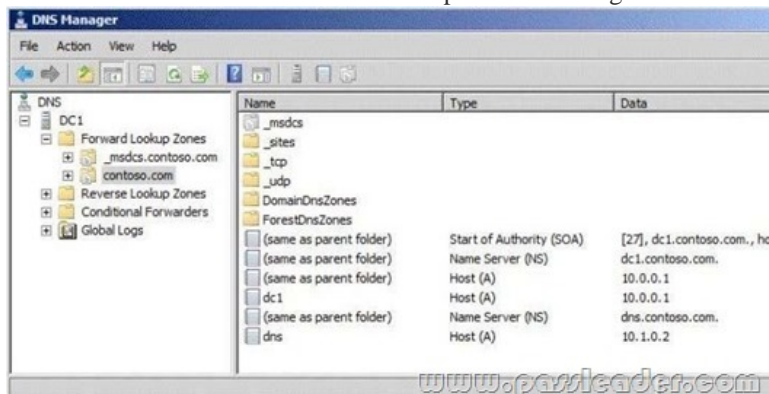 DNS Manager
File Action View Help
DNS
DC1
Forward Lookup Zones
_msdcs.contoso.com
contoso.com
Reverse Lookup Zones
Conditional Forwarders
Global Logs
Name Type Data
_msdcs
_sites
_tcp
_udp
DomainDnsZones
ForestDnsZones
(same as parent folder) Start of Authority (SOA) [27], dc1.contoso.com., ho
(same as parent folder) Name Server (NS) dc1.contoso.com.
(same as parent folder) Host (A) 10.0.0.1
dc1 Host (A) 10.0.0.1
(same as parent folder) Name Server (NS) dns.contoso.com.
dns Host (A) 10.1.0.2
www.passleader.com